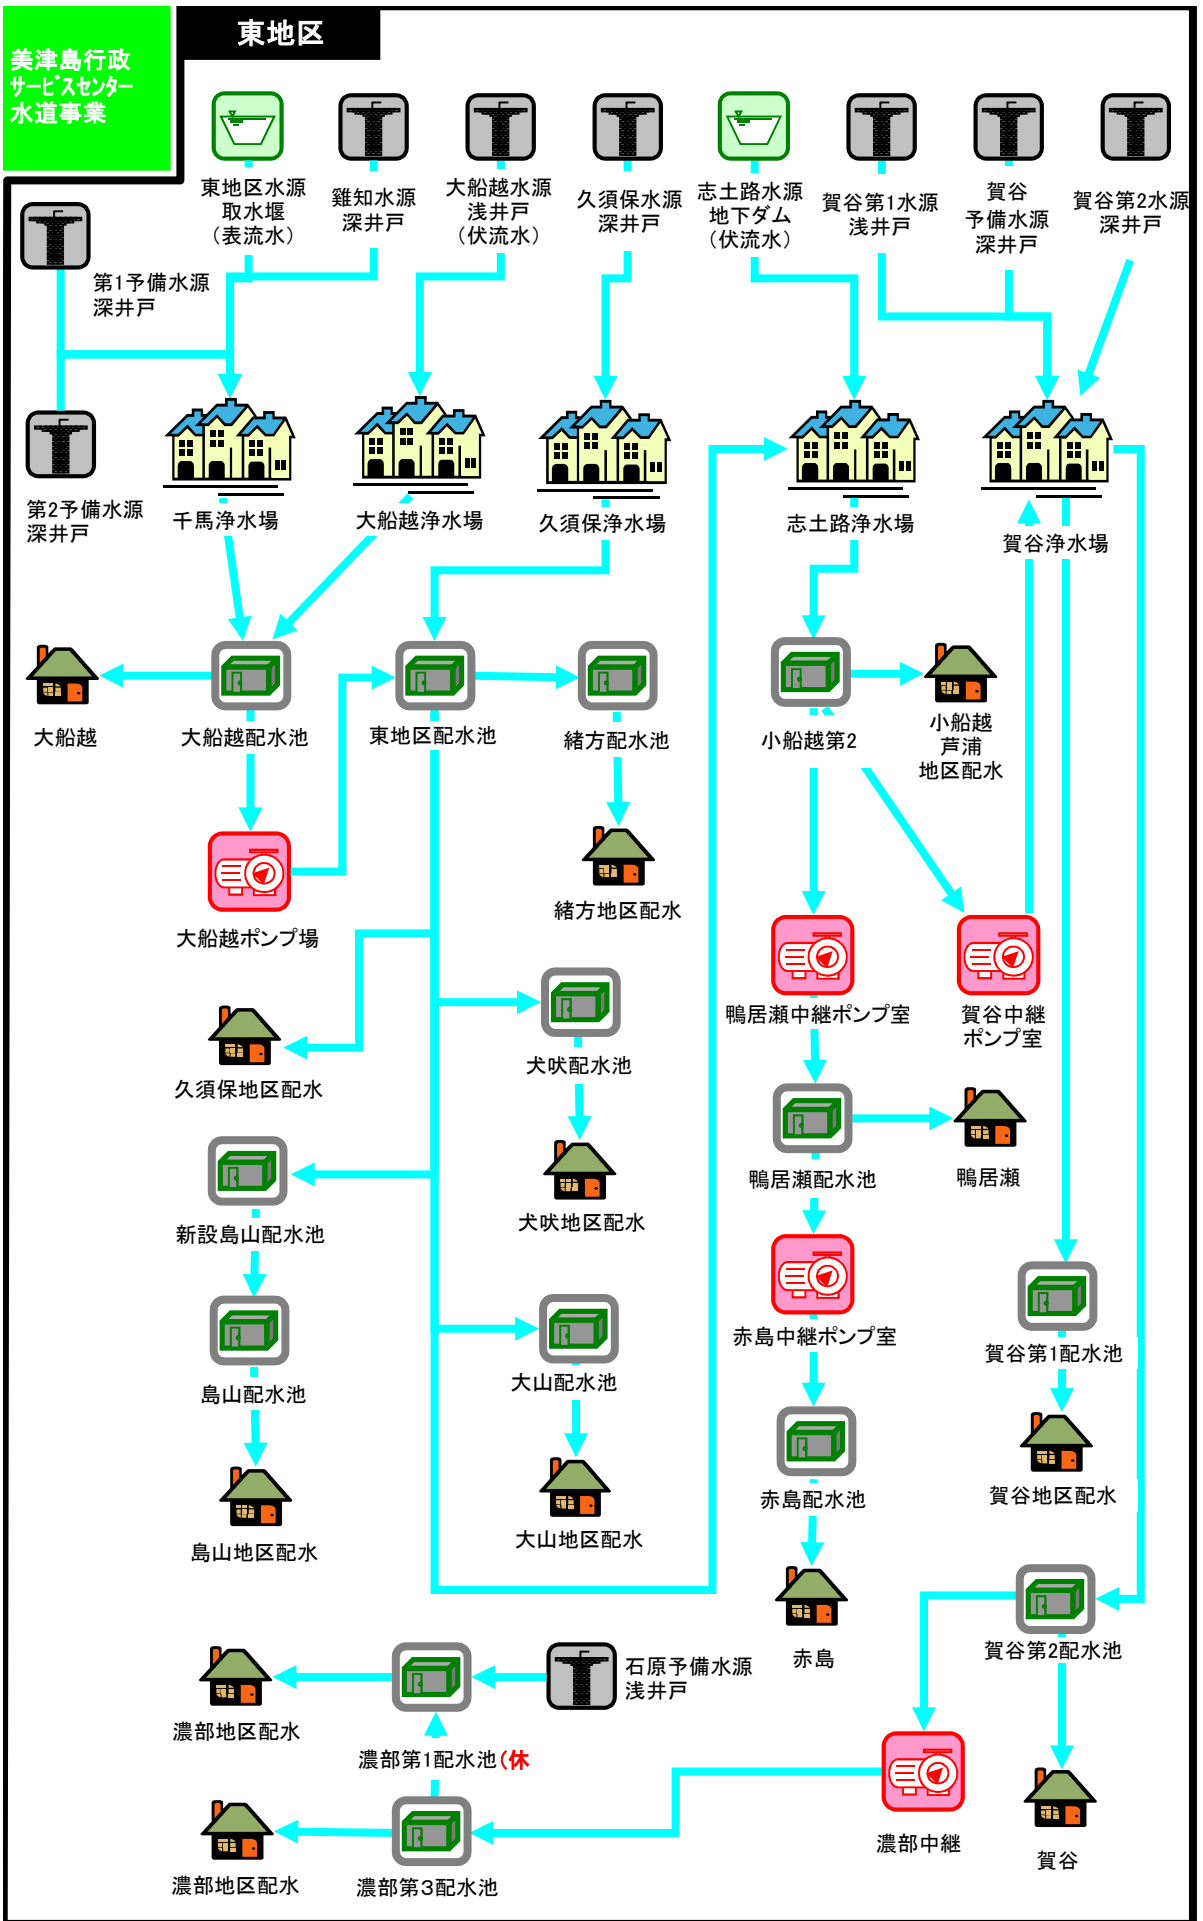 美津島行政
サービスセンター
水道事業
東地区
東地区水源
取水堰
(表流水)
難知水源
深井戸
大船越水源
浅井戸
(伏流水)
久須保水源
深井戸
志土路水源
地下ダム
(伏流水)
賀谷第1水源
浅井戸
賀谷
予備水源
深井戸
賀谷第2水源
深井戸
第1予備水源
深井戸
第2予備水源
深井戸
千馬浄水場
大船越浄水場
久須保浄水場
志土路浄水場
賀谷浄水場
大船越
大船越配水池
東地区配水池
緒方配水池
小船越第2
小船越
芦浦
地区配水
大船越ポンプ場
緒方地区配水
鴨居瀬中継ポンプ室
賀谷中継
ポンプ室
久須保地区配水
犬吠配水池
鴨居瀬配水池
鴨居瀬
新設島山配水池
犬吠地区配水
赤島中継ポンプ室
賀谷第1配水池
島山配水池
大山配水池
赤島配水池
賀谷地区配水
島山地区配水
大山地区配水
赤島
賀谷第2配水池
石原予備水源
浅井戸
濃部地区配水
濃部第1配水池(休
濃部中継
賀谷
濃部地区配水
濃部第3配水池